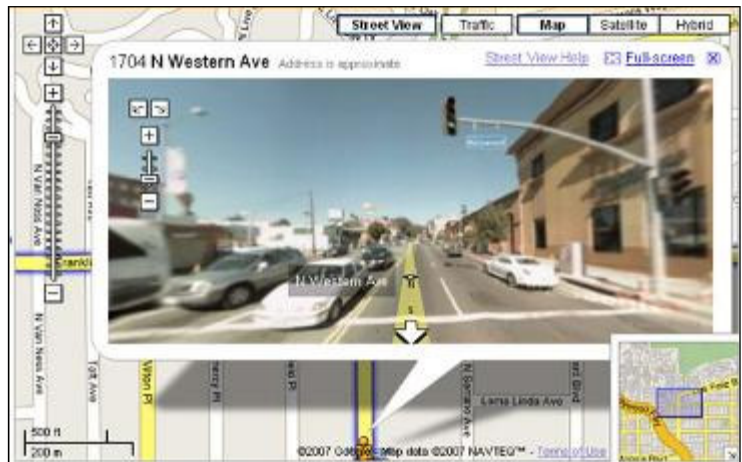 Street View
Traffic
Map
Satellite
Hybrid
1704 N Western Ave Address is approximate
Street View Help
Full-screen
N Western Ave
N
S
N Van Ness Ave
N Van Ness Ave
Taft Ave
Wilton Pl
N Serrano Ave
Loma Linda Ave
500 ft
200 m
©2007 Google - Map data ©2007 NAVTEQ™ - Terms of Use